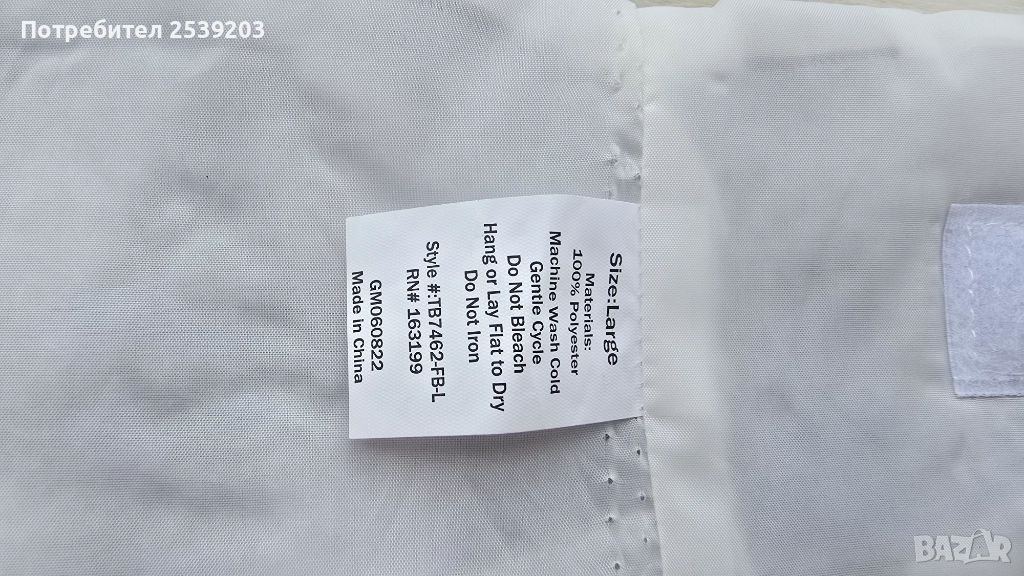 Потребител 2539203
Size:Large
Materials:
100% Polyester
Machine Wash Cold
Gentle Cycle
Do Not Bleach
Hang or Lay Flat to Dry
Do Not Iron
Style #:TB7462-FB-L
RN# 163199
GM060822
Made in China
BAZAR